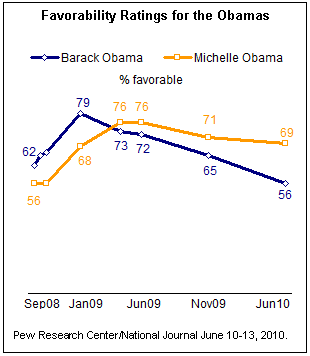 Favorability Ratings for the Obamas
Barack Obama Michelle Obama
% favorable
79
76 76
71
69
62
73 72
68
65
56
56
Sep08 Jan09 Jun09 Nov09 Jun10
Pew Research Center/National Journal June 10-13, 2010.